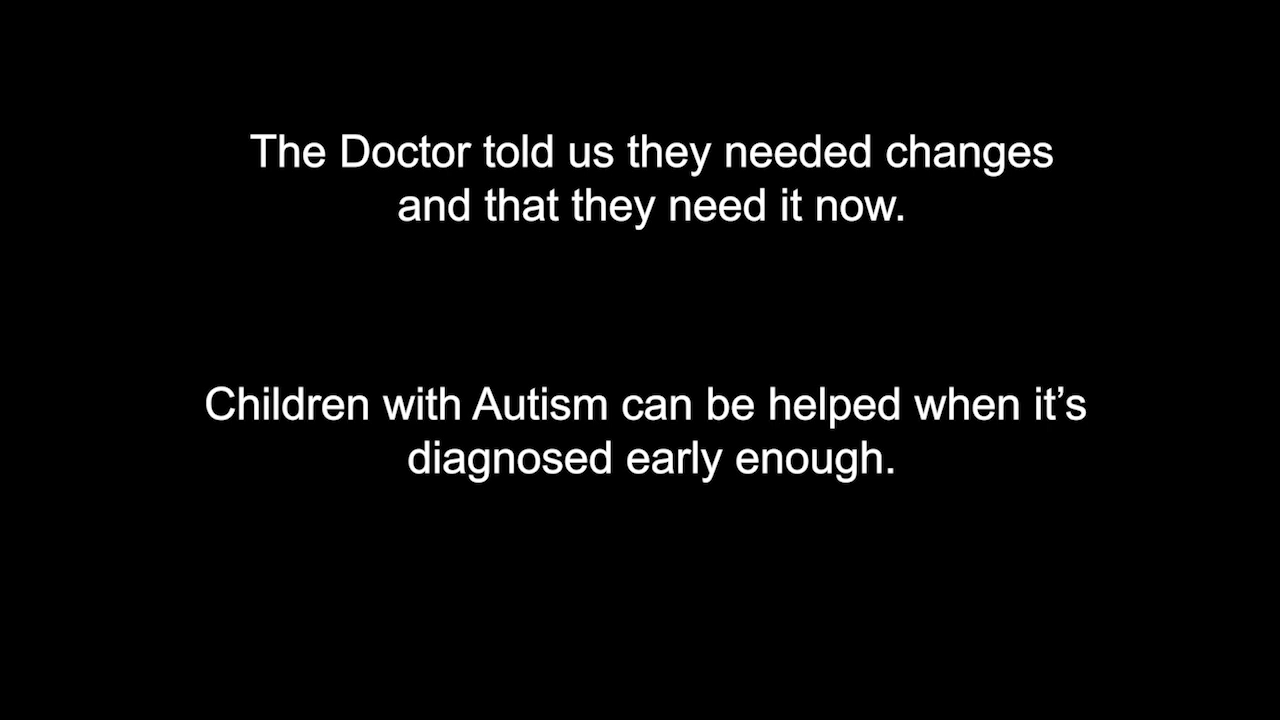 The Doctor told us they needed changes
and that they need it now.
Children with Autism can be helped when it’s
diagnosed early enough.